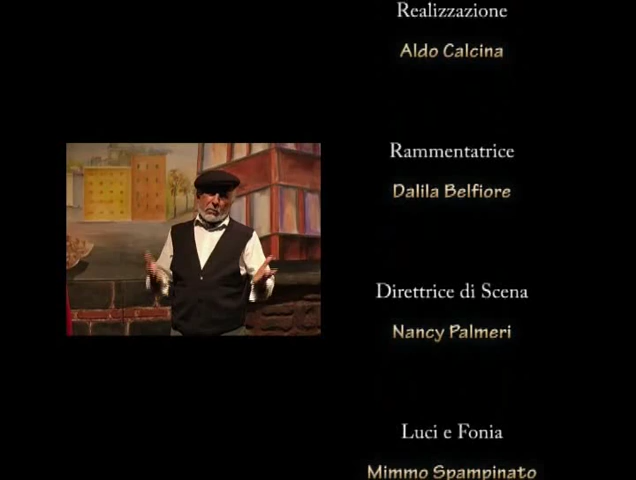 Realizzazione
Aldo Calcina
Rammentatrice
Dalila Belfiore
Direttrice di Scena
Nancy Palmeri
Luci e Fonia
Mimmo Spampinato